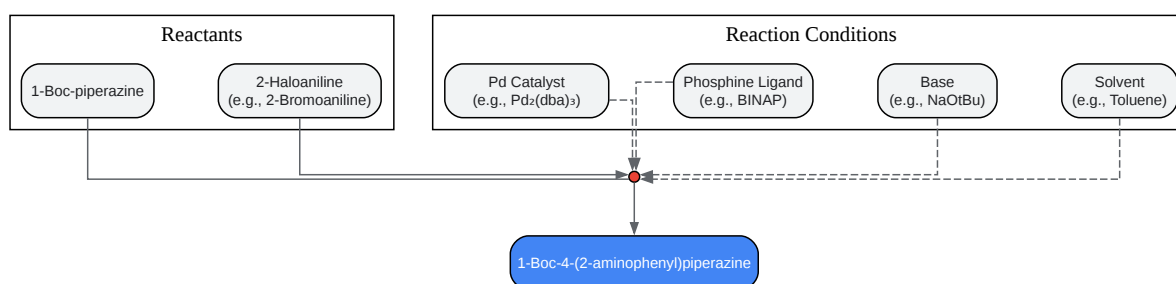 Reactants
Reaction Conditions
1-Boc-piperazine
2-Haloaniline
(e.g., 2-Bromoaniline)
Pd Catalyst
(e.g., Pd₂(dba)₃)
Phosphine Ligand
(e.g., BINAP)
Base
(e.g., NaOtBu)
Solvent
(e.g., Toluene)
1-Boc-4-(2-aminophenyl)piperazine